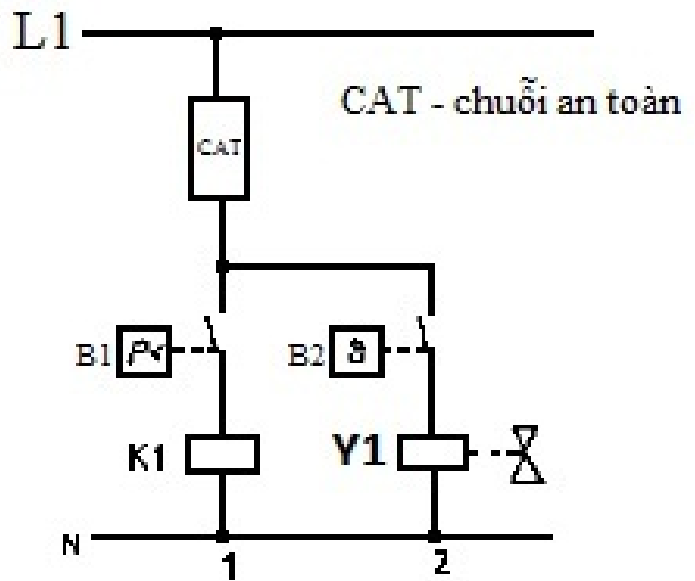 L1
CAT - chuỗi an toàn
CAT
B1 P<
B2 ϑ
K1
Y1
N
1
2